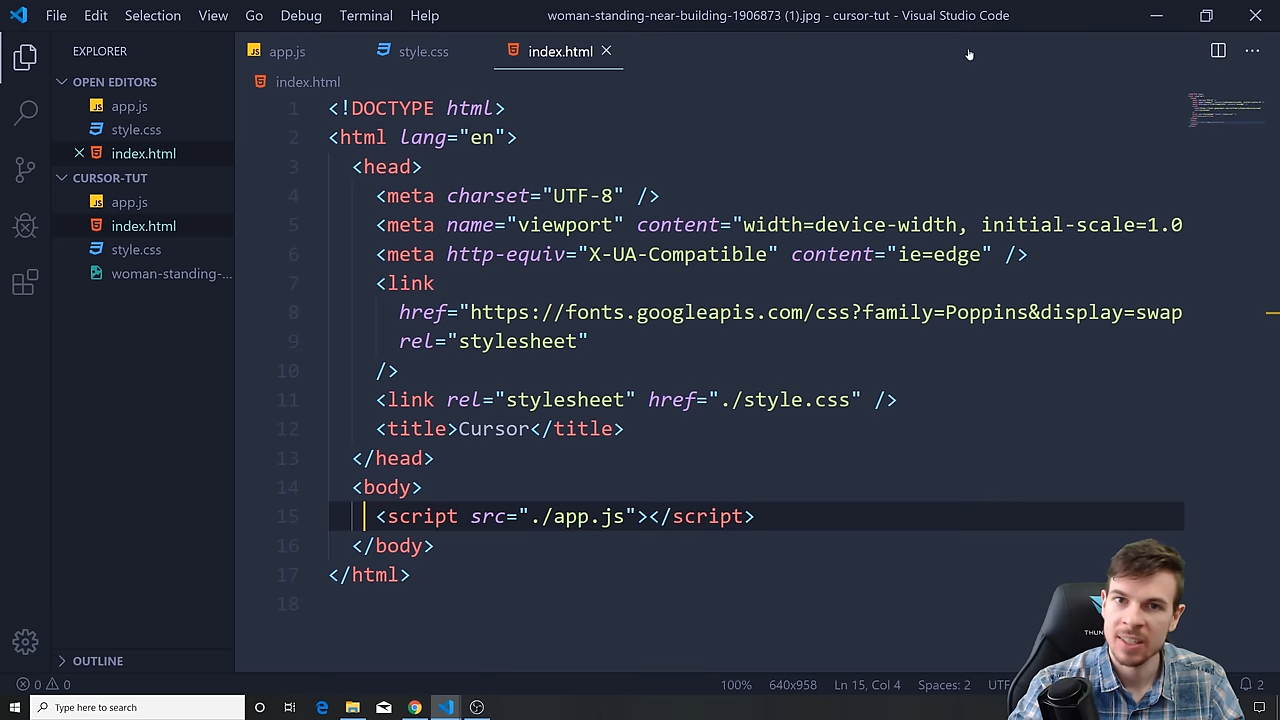 File Edit Selection View Go Debug Terminal Help
woman-standing-near-building-1906873 (1).jpg - cursor-tut - Visual Studio Code
EXPLORER
OPEN EDITORS
JS app.js
style.css
index.html
CURSOR-TUT
JS app.js
index.html
style.css
woman-standing-...
OUTLINE
JS app.js style.css index.html
index.html
1 <!DOCTYPE html>
2 <html lang="en">
3 <head>
4 <meta charset="UTF-8" />
5 <meta name="viewport" content="width=device-width, initial-scale=1.0
6 <meta http-equiv="X-UA-Compatible" content="ie=edge" />
7 <link
8 href="https://fonts.googleapis.com/css?family=Poppins&display=swap
9 rel="stylesheet"
10 />
11 <link rel="stylesheet" href="./style.css" />
12 <title>Cursor</title>
13 </head>
14 <body>
15 <script src="./app.js"></script>
16 </body>
17 </html>
18
THUN
0 0 100% 640x958 Ln 15, Col 4 Spaces: 2 UTF 2
Type here to search